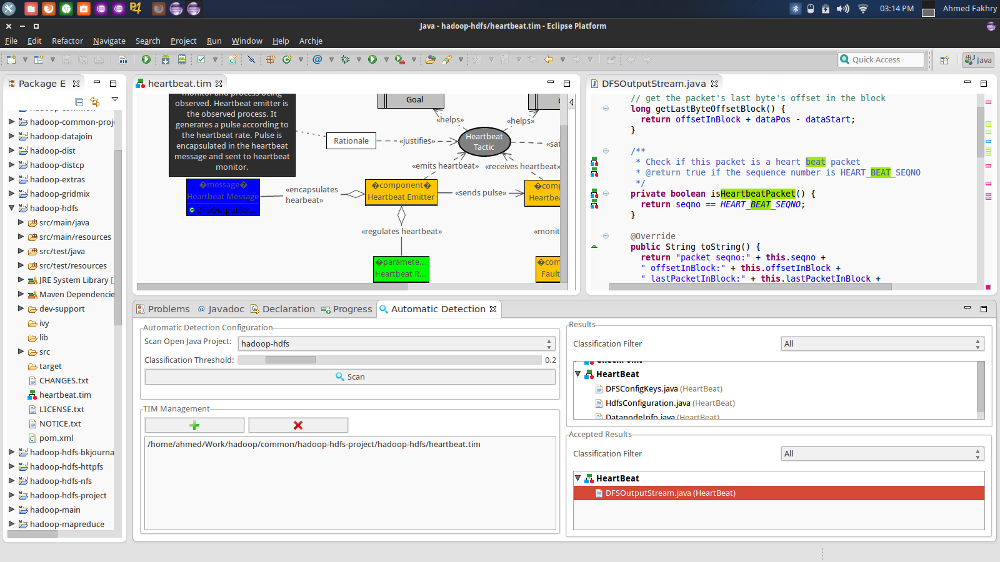 03:14 PM
Ahmed Fakhry
Java - hadoop-hdfs/heartbeat.tim - Eclipse Platform
File Edit Refactor Navigate Search Project Run Window Help Archie
Quick Access
Java
Package E
hadoop-common-proj
hadoop-datajoin
hadoop-dist
hadoop-distcp
hadoop-extras
hadoop-gridmix
hadoop-hdfs
src/main/java
src/main/resources
src/test/java
src/test/resources
JRE System Library [
Maven Dependencie
dev-support
ivy
lib
src
target
CHANGES.txt
heartbeat.tim
LICENSE.txt
NOTICE.txt
pom.xml
hadoop-hdfs-bkjourna
hadoop-hdfs-httpfs
hadoop-hdfs-nfs
hadoop-hdfs-project
hadoop-main
hadoop-mapreduce
heartbeat.tim
monitor and process being
observed. Heartbeat emitter is
the observed process. It
generates a pulse according to
the heartbeat rate. Pulse is
encapsulated in the heartbeat
message and sent to heartbeat
monitor.
Goal
«helps»
«helps»
Rationale
«justifies»
Heartbeat
Tactic
«sat
«emits heartbeat»
«receives heartbeat»
�message�
Heartbeat Message
DFSOutputStr...
«encapsulates
hearbeat»
�component�
Heartbeat Emitter
«sends pulse»
�comp
Heartbe
«regulates heartbeat»
«monit
�paramete...
Heartbeat R...
�com
Fault
DFSOutputStream.java
// get the packet's last byte's offset in the block
long getLastByteOffsetBlock() {
return offsetInBlock + dataPos - dataStart;
}
/**
* Check if this packet is a heart beat packet
* @return true if the sequence number is HEART_BEAT_SEQNO
*/
private boolean isHeartbeatPacket() {
return seqno == HEART_BEAT_SEQNO;
}
@Override
public String toString() {
return "packet seqno:" + this.seqno +
" offsetInBlock:" + this.offsetInBlock +
" lastPacketInBlock:" + this.lastPacketInBlock +
Problems @ Javadoc Declaration Progress Automatic Detection
Automatic Detection Configuration
Scan Open Java Project: hadoop-hdfs
Classification Threshold: 0.2
Scan
TIM Management
/home/ahmed/Work/hadoop/common/hadoop-hdfs-project/hadoop-hdfs/heartbeat.tim
Results
Classification Filter All
CheckPoint
HeartBeat
DFSConfigKeys.java (HeartBeat)
HdfsConfiguration.java (HeartBeat)
DatanodeInfo.java (HeartBeat)
Accepted Results
Classification Filter All
HeartBeat
DFSOutputStream.java (HeartBeat)